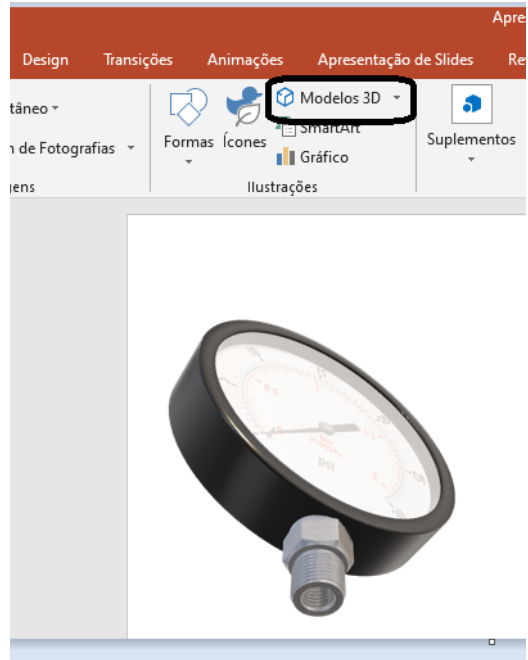 Apre
Design Transições Animações Apresentação de Slides Re
tâneo
de Fotografias
Formas Ícones
Modelos 3D
SmartArt
Gráfico
Suplementos
gens
Ilustrações
psi